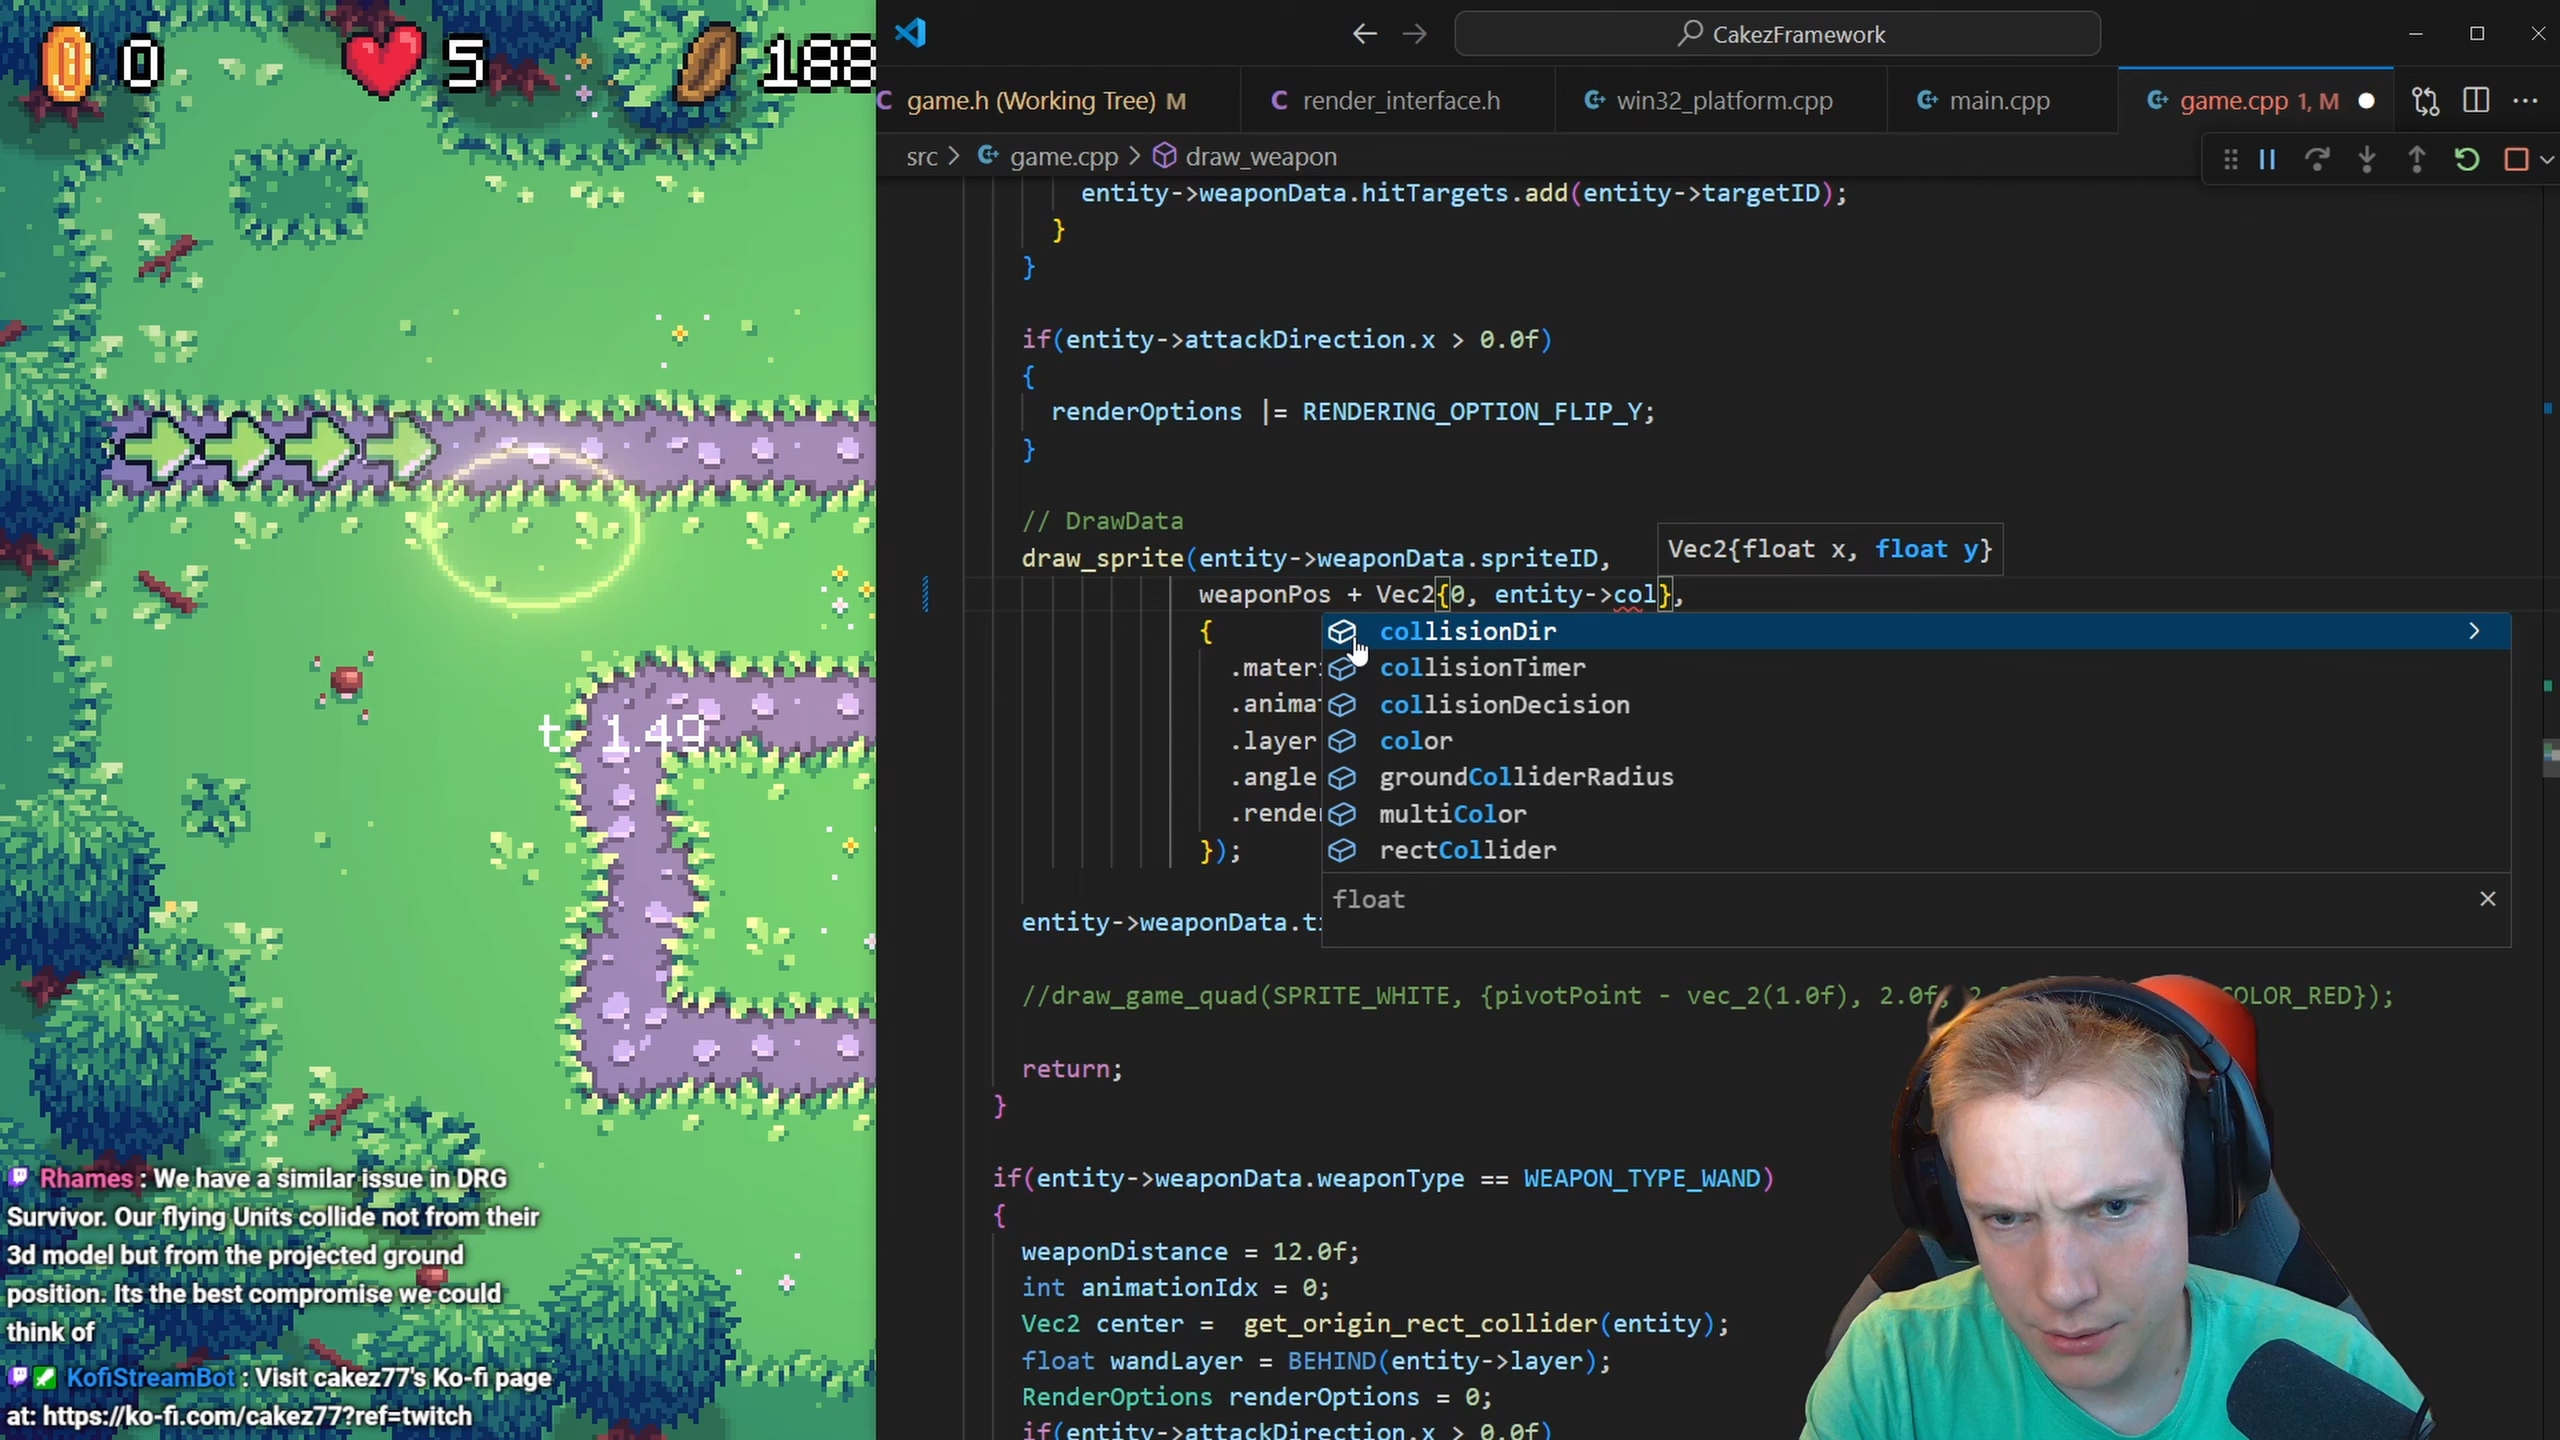 0
5
188
t 1.49
Rhames : We have a similar issue in DRG
Survivor. Our flying Units collide not from their
3d model but from the projected ground
position. Its the best compromise we could
think of
KofiStreamBot : Visit cakez77's Ko-fi page
at: https://ko-fi.com/cakez77?ref=twitch
CakezFramework
game.h (Working Tree) M
render_interface.h
win32_platform.cpp
main.cpp
game.cpp 1, M
src > game.cpp > draw_weapon
entity->weaponData.hitTargets.add(entity->targetID);
}
}
if(entity->attackDirection.x > 0.0f)
{
renderOptions |= RENDERING_OPTION_FLIP_Y;
}
// DrawData
draw_sprite(entity->weaponData.spriteID,
Vec2{float x, float y}
weaponPos + Vec2{0, entity->col},
{
.materi
.anima
.layer
.angle
.rende
});
collisionDir
collisionTimer
collisionDecision
color
groundColliderRadius
multiColor
rectCollider
float
entity->weaponData.ti
//draw_game_quad(SPRITE_WHITE, {pivotPoint - vec_2(1.0f), 2.0f, COLOR_RED});
return;
}
if(entity->weaponData.weaponType == WEAPON_TYPE_WAND)
{
weaponDistance = 12.0f;
int animationIdx = 0;
Vec2 center = get_origin_rect_collider(entity);
float wandLayer = BEHIND(entity->layer);
RenderOptions renderOptions = 0;
if(entity->attackDirection.x > 0.0f)